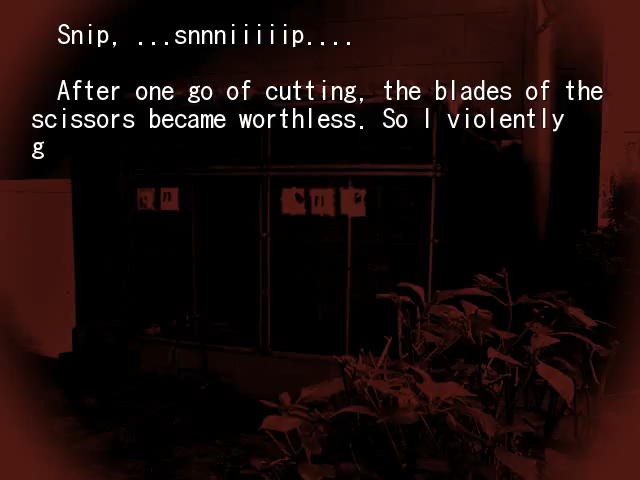 Snip, ...snnniiiiip....
After one go of cutting, the blades of the
scissors became worthless. So I violently
g